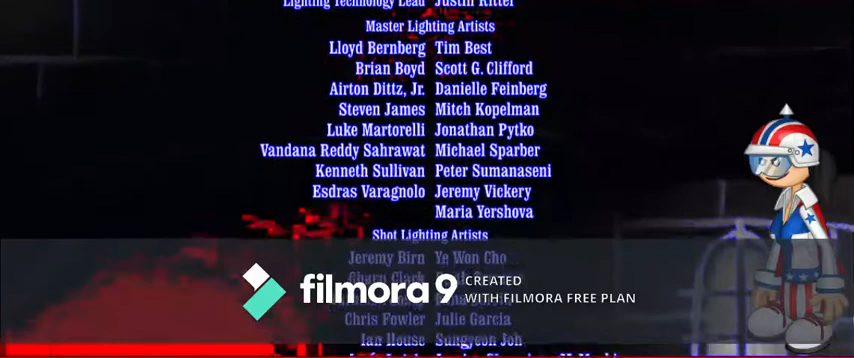 Lighting Technology Lead Justin Ritter
Master Lighting Artists
Lloyd Bernberg Tim Best
Brian Boyd Scott G. Clifford
Airton Dittz, Jr. Danielle Feinberg
Steven James Mitch Kopelman
Luke Martorelli Jonathan Pytko
Vandana Reddy Sahrawat Michael Sparber
Kenneth Sullivan Peter Sumanaseni
Esdras Varagnolo Jeremy Vickery
Maria Yershova
Shot Lighting Artists
Jeremy Birn Ye Won Cho
Charu Clark
filmora9 CREATED
WITH FILMORA FREE PLAN
Chris Fowler Julie Garcia
Ian House Sungyeon Joh